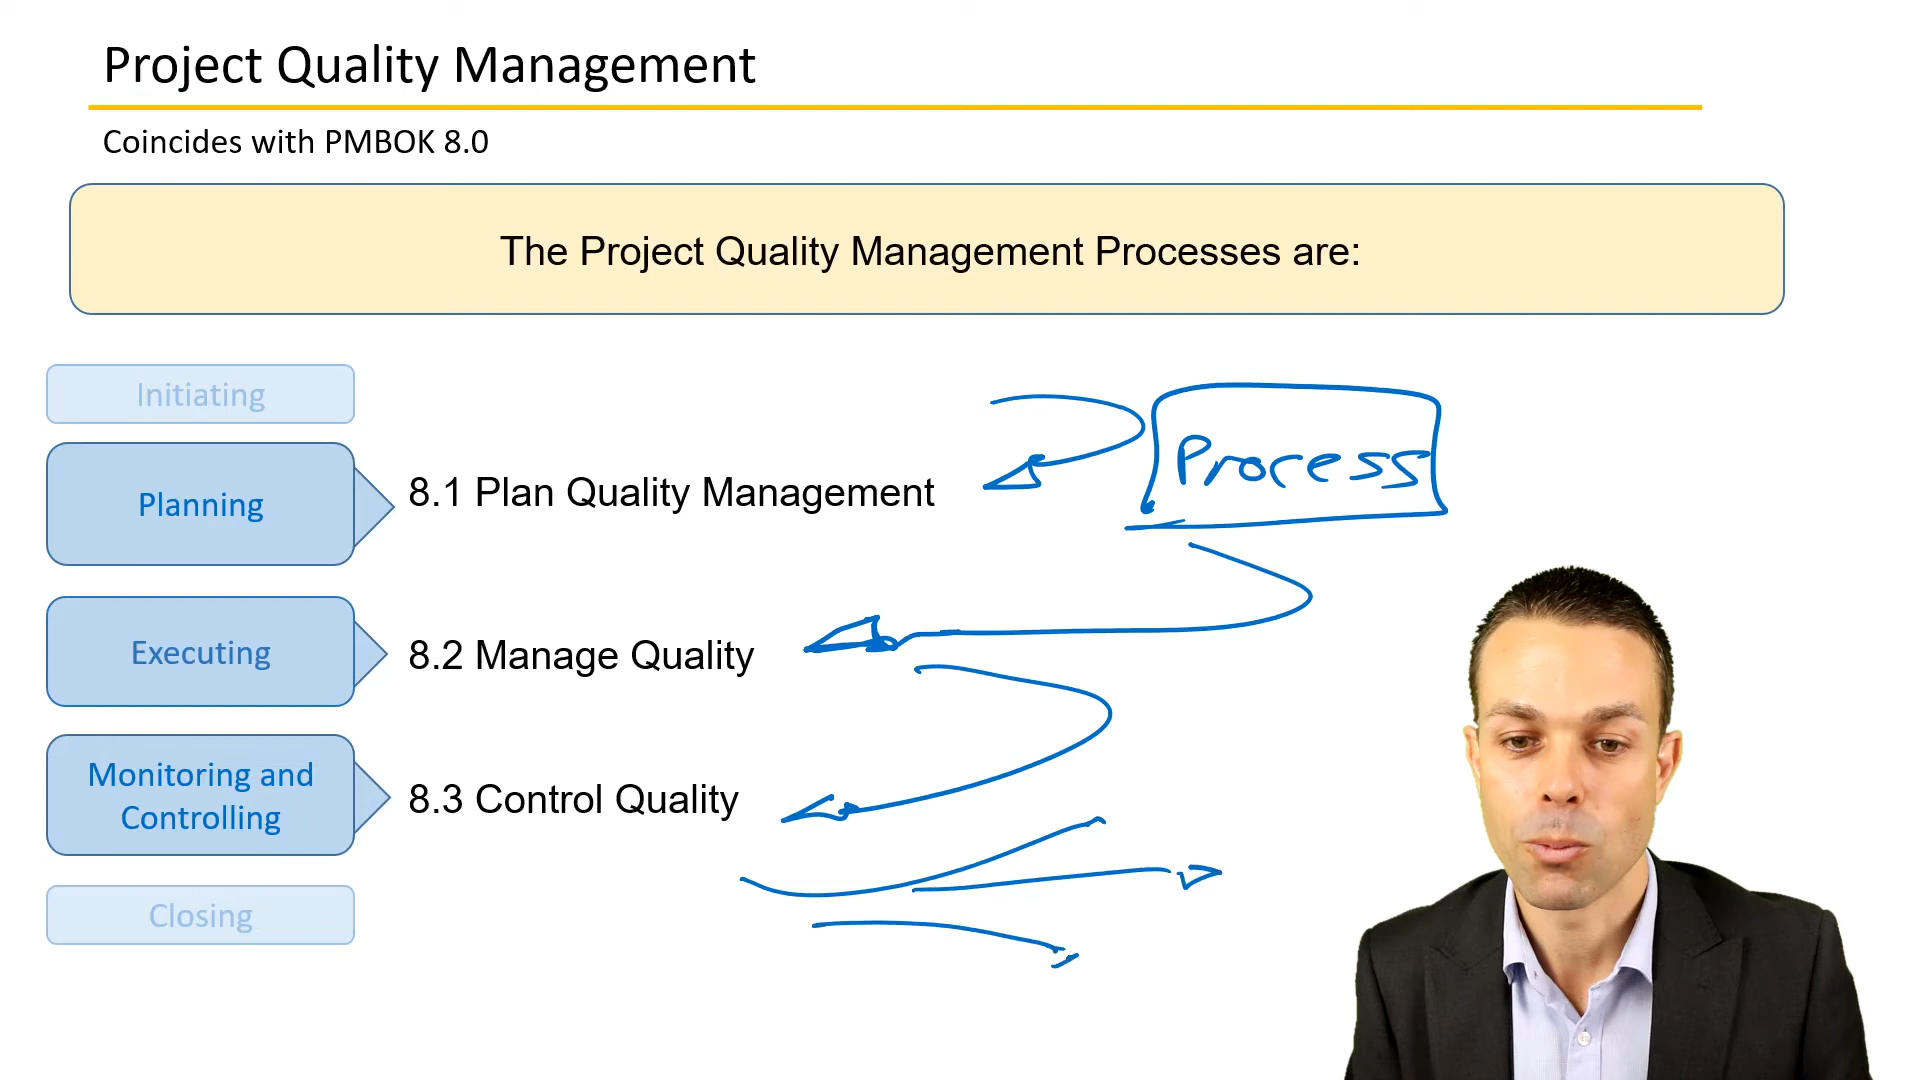 Project Quality Management
Coincides with PMBOK 8.0
The Project Quality Management Processes are:
Initiating
Planning
8.1 Plan Quality Management
Process
Executing
8.2 Manage Quality
Monitoring and
Controlling
8.3 Control Quality
Closing